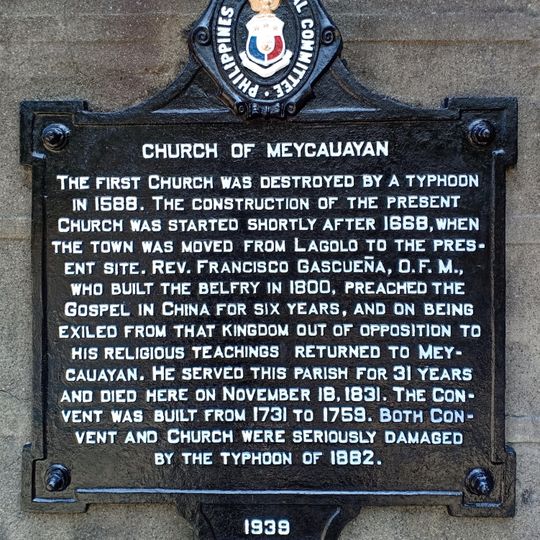 PHILIPPINES
COMMITTEE
CHURCH OF MEYCAUAYAN
THE FIRST CHURCH WAS DESTROYED BY A TYPHOON
IN 1588. THE CONSTRUCTION OF THE PRESENT
CHURCH WAS STARTED SHORTLY AFTER 1668, WHEN
THE TOWN WAS MOVED FROM LAGOLO TO THE PRES-
ENT SITE. REV. FRANCISCO GASCUEÑA, O.F.M.,
WHO BUILT THE BELFRY IN 1800, PREACHED THE
GOSPEL IN CHINA FOR SIX YEARS, AND ON BEING
EXILED FROM THAT KINGDOM OUT OF OPPOSITION TO
HIS RELIGIOUS TEACHINGS RETURNED TO MEY-
CAUAYAN. HE SERVED THIS PARISH FOR 31 YEARS
AND DIED HERE ON NOVEMBER 18, 1831. THE CON-
VENT WAS BUILT FROM 1731 TO 1759. BOTH CON-
VENT AND CHURCH WERE SERIOUSLY DAMAGED
BY THE TYPHOON OF 1882.
1939